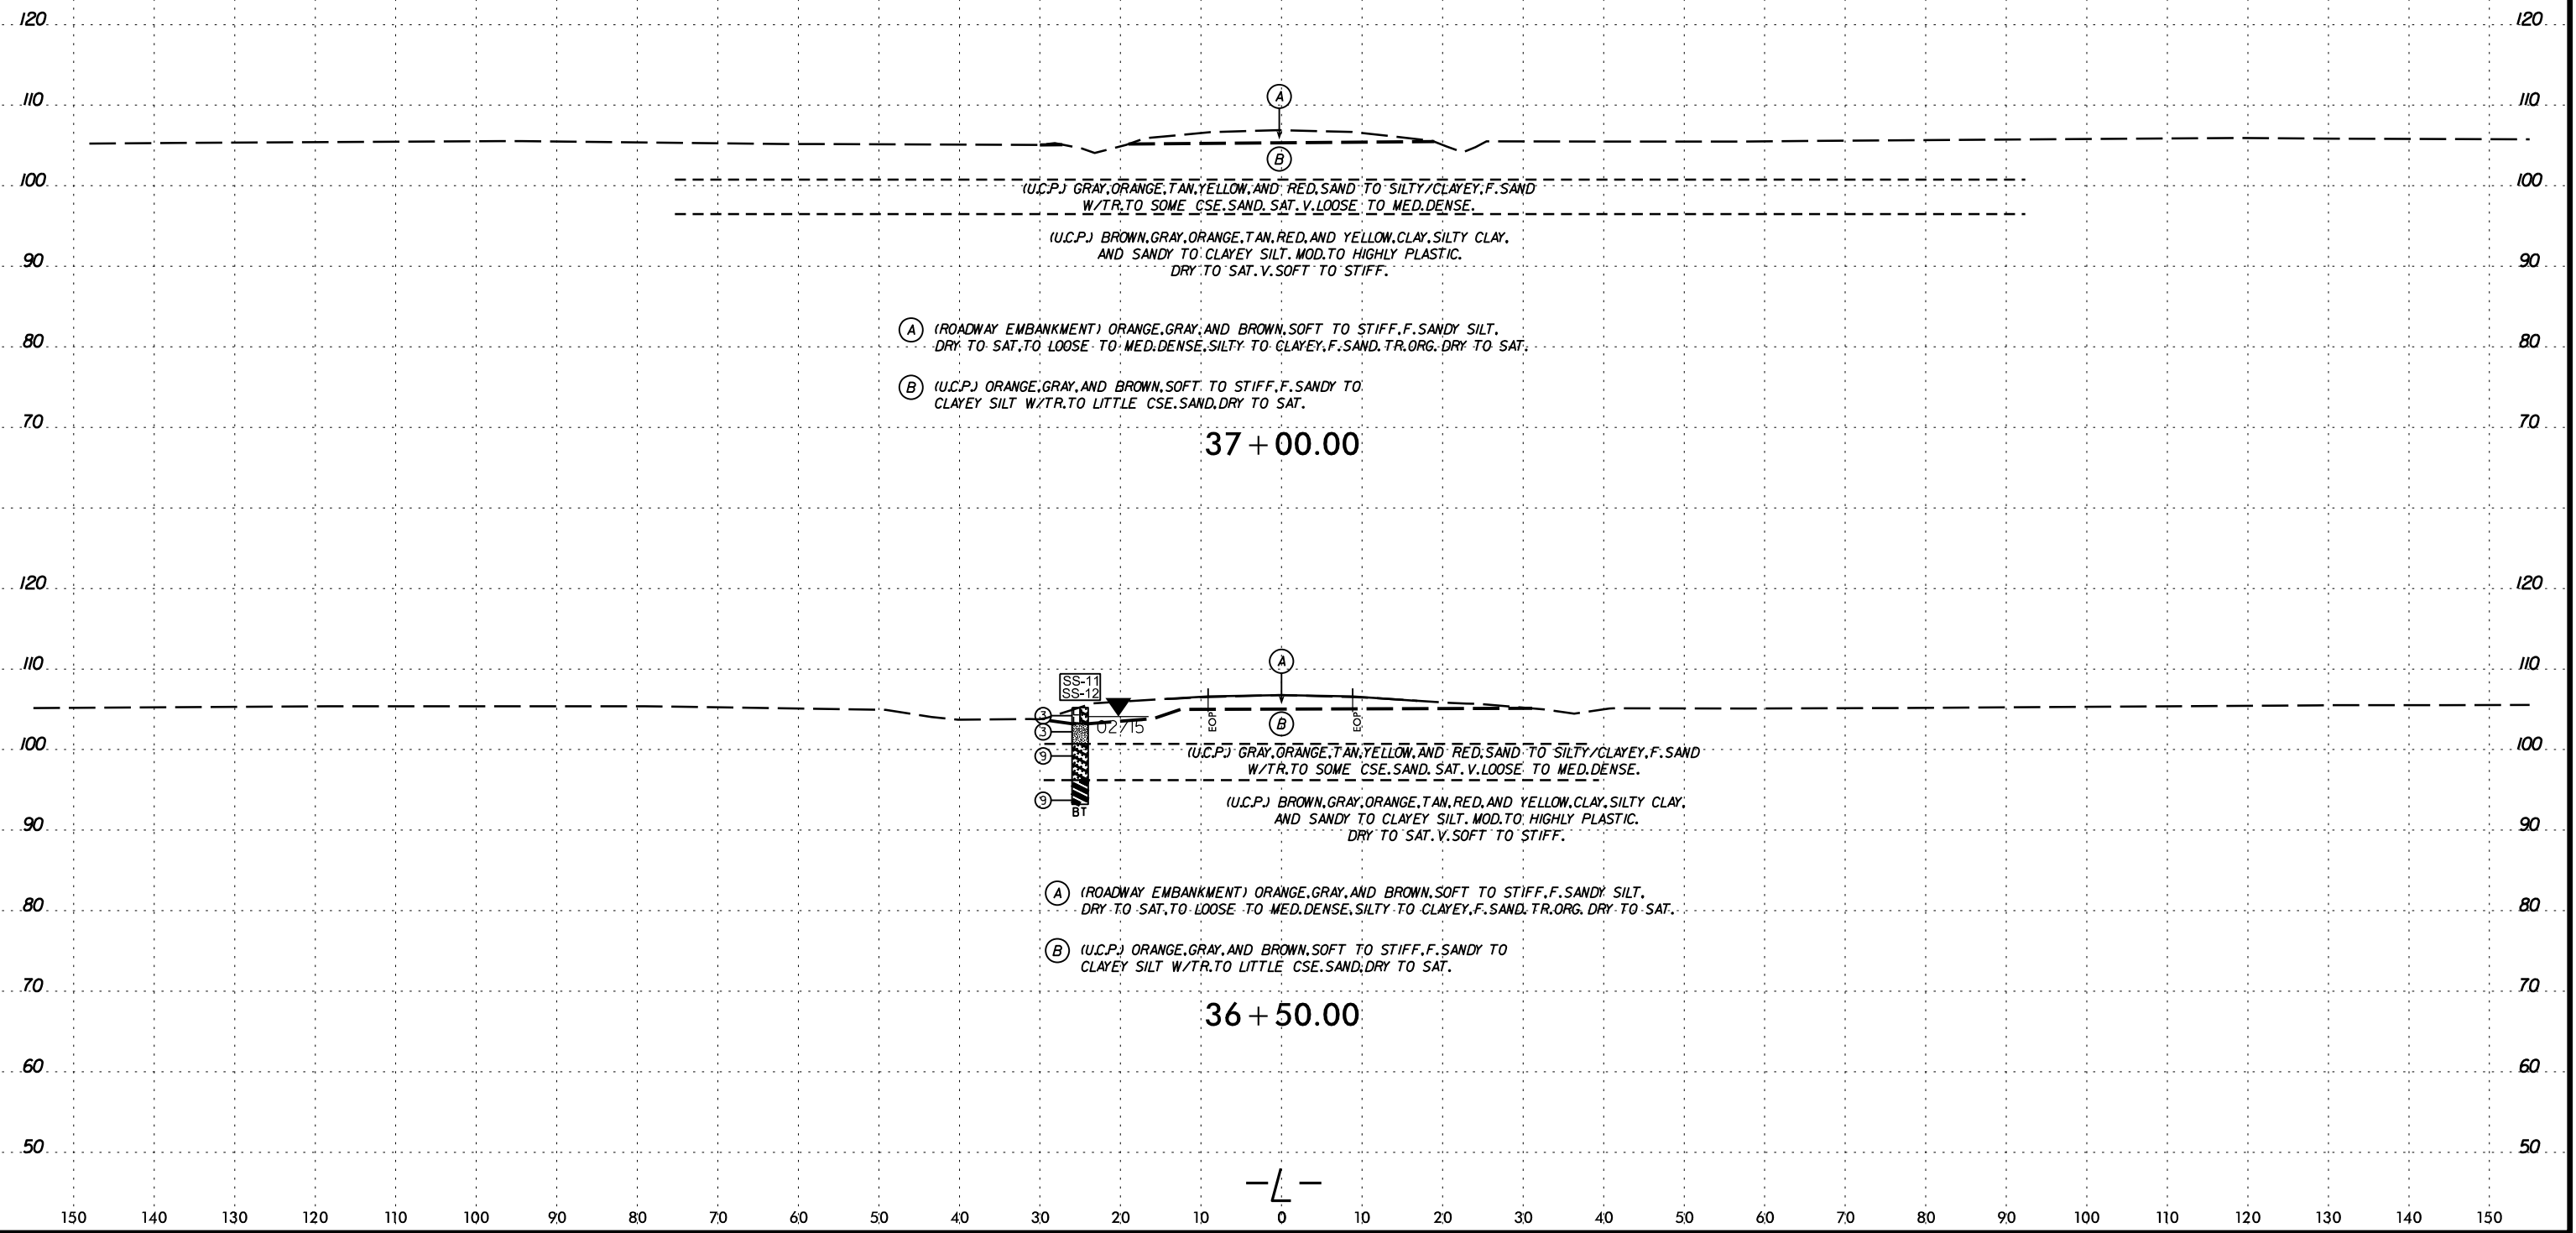 120 120
110 110
A
B
100 100
(U.C.P.) GRAY,ORANGE,TAN,YELLOW,AND RED,SAND TO SILTY/CLAYEY,F.SAND
W/TR.TO SOME CSE.SAND. SAT.V.LOOSE TO MED.DENSE.
(U.C.P.) BROWN,GRAY,ORANGE,TAN,RED,AND YELLOW,CLAY,SILTY CLAY,
AND SANDY TO CLAYEY SILT. MOD.TO HIGHLY PLASTIC.
90 90
DRY TO SAT.V.SOFT TO STIFF.
A (ROADWAY EMBANKMENT) ORANGE,GRAY,AND BROWN,SOFT TO STIFF,F.SANDY SILT,
80 DRY TO SAT,TO LOOSE TO MED.DENSE,SILTY TO CLAYEY,F.SAND.TR.ORG. DRY TO SAT. 80
B (U.C.P.) ORANGE,GRAY,AND BROWN,SOFT TO STIFF,F.SANDY TO
CLAYEY SILT W/TR.TO LITTLE CSE.SAND,DRY TO SAT.
70 70
37+00.00
120 120
110 110
A
SS-11
SS-12
3
02/15 EOP B EOP
3
100 100
(U.C.P.) GRAY,ORANGE,TAN,YELLOW,AND RED,SAND TO SILTY/CLAYEY,F.SAND
9
W/TR.TO SOME CSE.SAND. SAT.V.LOOSE TO MED.DENSE.
9
(U.C.P.) BROWN,GRAY,ORANGE,TAN,RED,AND YELLOW,CLAY,SILTY CLAY,
BT
AND SANDY TO CLAYEY SILT. MOD.TO HIGHLY PLASTIC.
90 90
DRY TO SAT.V.SOFT TO STIFF.
A (ROADWAY EMBANKMENT) ORANGE,GRAY,AND BROWN,SOFT TO STIFF,F.SANDY SILT,
80 DRY TO SAT,TO LOOSE TO MED.DENSE,SILTY TO CLAYEY,F.SAND.TR.ORG. DRY TO SAT. 80
B (U.C.P.) ORANGE,GRAY,AND BROWN,SOFT TO STIFF,F.SANDY TO
CLAYEY SILT W/TR.TO LITTLE CSE.SAND,DRY TO SAT.
70 70
36+50.00
60 60
50 50
-L-
150 140 130 120 110 100 90 80 70 60 50 40 30 20 10 0 10 20 30 40 50 60 70 80 90 100 110 120 130 140 150